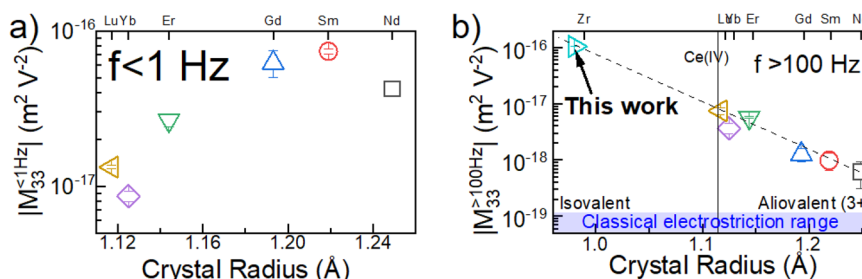 a)
Lu Yb Er Gd Sm Nd
10⁻¹⁶
f<1 Hz
10⁻¹⁷
|M₃₃^<1Hz| (m² V⁻²)
1.12 1.16 1.20 1.24
Crystal Radius (Å)
b)
Zr Lu Yb Er Gd Sm N
10⁻¹⁶
Ce(IV) f >100 Hz
This work
10⁻¹⁷
10⁻¹⁸
Isovalent Aliovalent (3+
10⁻¹⁹
Classical electrostriction range
|M₃₃^>100Hz| (m² V⁻²)
1.0 1.1 1.2
Crystal Radius (Å)